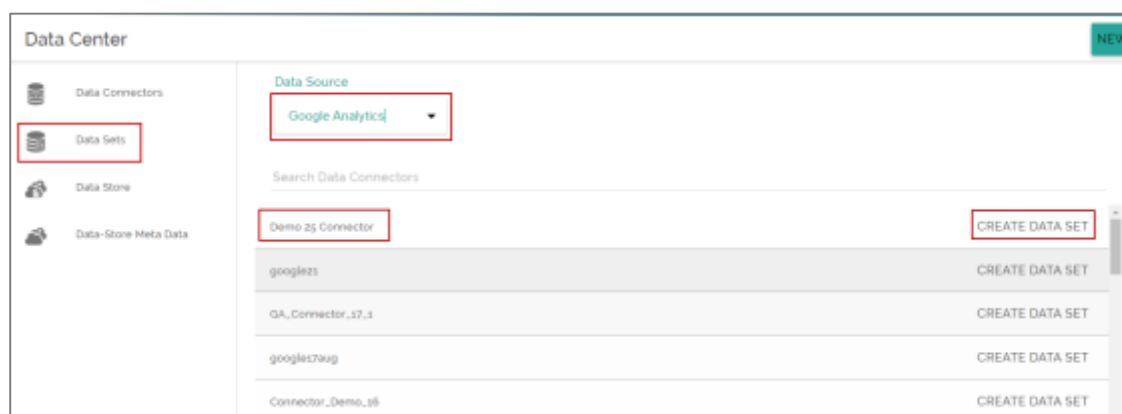 Data Center
NEW
Data Connectors
Data Sets
Data Store
Data-Store Meta Data
Data Source
Google Analytics
Search Data Connectors
Demo 25 Connector CREATE DATA SET
google21 CREATE DATA SET
GA_Connector_17_1 CREATE DATA SET
google17aug CREATE DATA SET
Connector_Demo_16 CREATE DATA SET